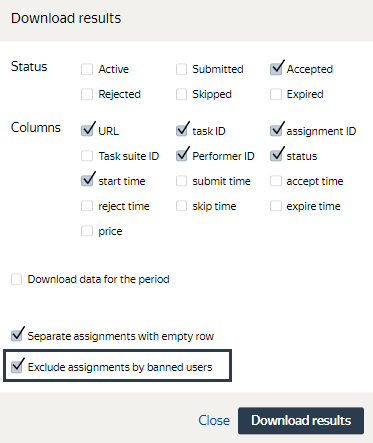 Download results
Status Active Submitted Accepted
Rejected Skipped Expired
Columns URL task ID assignment ID
Task suite ID Performer ID status
start time submit time accept time
reject time skip time expire time
price
Download data for the period
Separate assignments with empty row
Exclude assignments by banned users
Close Download results